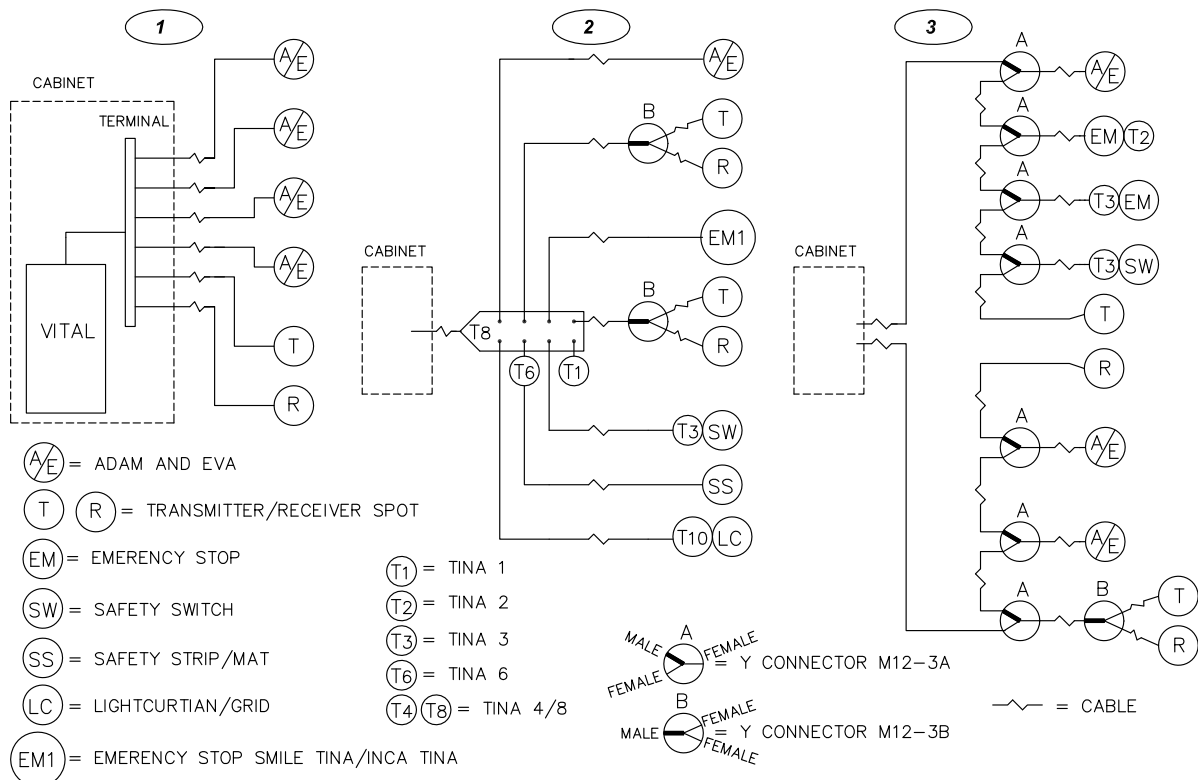 1
CABINET
TERMINAL
VITAL
A/E
A/E
A/E
A/E
T
R
2
A/E
B
T
R
CABINET
EM1
B
T
R
T8
T6
T1
T3 SW
SS
T10 LC
3
A
A/E
A
EM T2
A
T3 EM
A
T3 SW
CABINET
T
R
A
A/E
A
A/E
A
B
T
R
A/E = ADAM AND EVA
T R = TRANSMITTER/RECEIVER SPOT
EM = EMERENCY STOP
SW = SAFETY SWITCH
SS = SAFETY STRIP/MAT
LC = LIGHTCURTIAN/GRID
EM1 = EMERENCY STOP SMILE TINA/INCA TINA
T1 = TINA 1
T2 = TINA 2
T3 = TINA 3
T6 = TINA 6
T4 T8 = TINA 4/8
A
MALE FEMALE
FEMALE
= Y CONNECTOR M12-3A
B
MALE FEMALE
FEMALE
= Y CONNECTOR M12-3B
= CABLE